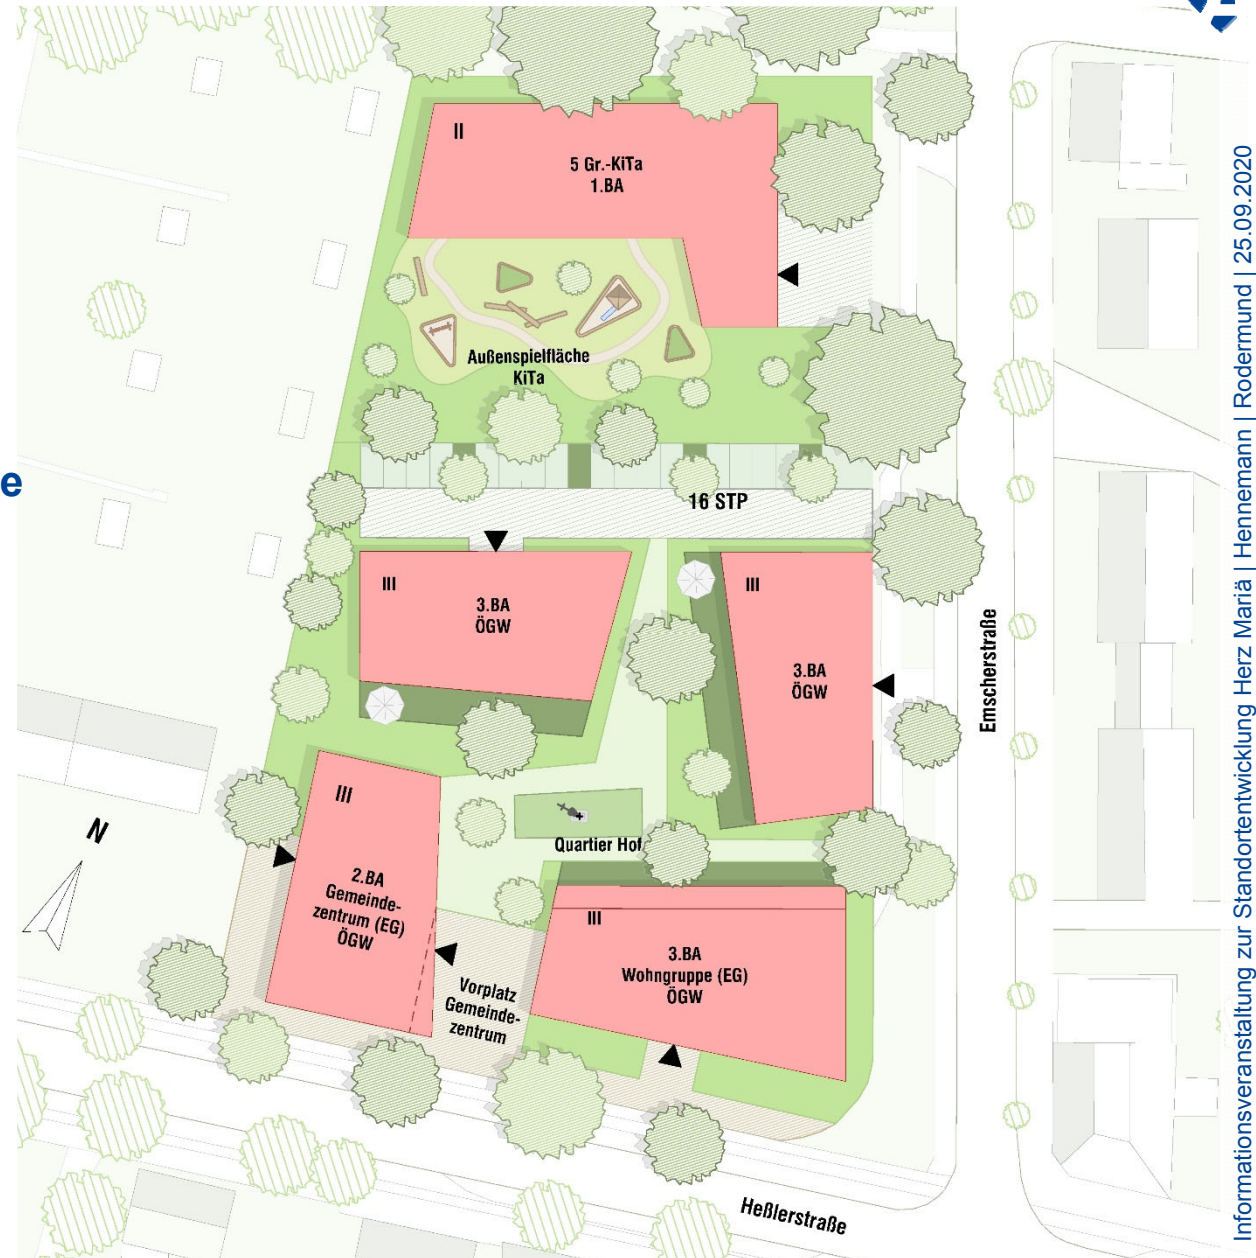 II
5 Gr.-KiTa
1.BA
Außenspielfläche
KiTa
e
16 STP
III
3.BA
ÖGW
III
3.BA
ÖGW
Emscherstraße
III
2.BA
Gemeinde-
zentrum (EG)
ÖGW
N
Quartier Hof
III
3.BA
Wohngruppe (EG)
ÖGW
Vorplatz
Gemeinde-
zentrum
Heßlerstraße
Informationsveranstaltung zur Standortentwicklung Herz Mariä | Hennemann | Rodermund | 25.09.2020